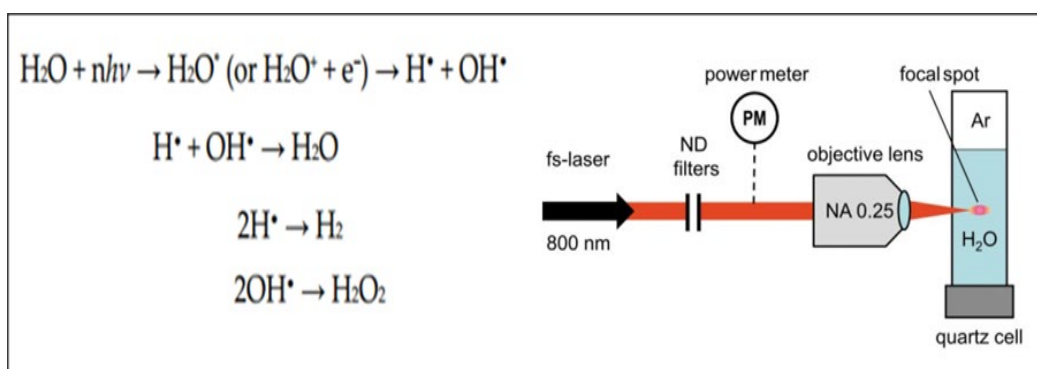 H₂O + nhν → H₂O* (or H₂O⁺ + e⁻) → H• + OH•
H• + OH• → H₂O
2H• → H₂
2OH• → H₂O₂
power meter
focal spot
PM
Ar
ND
filters
fs-laser
objective lens
NA 0.25
800 nm
H₂O
quartz cell